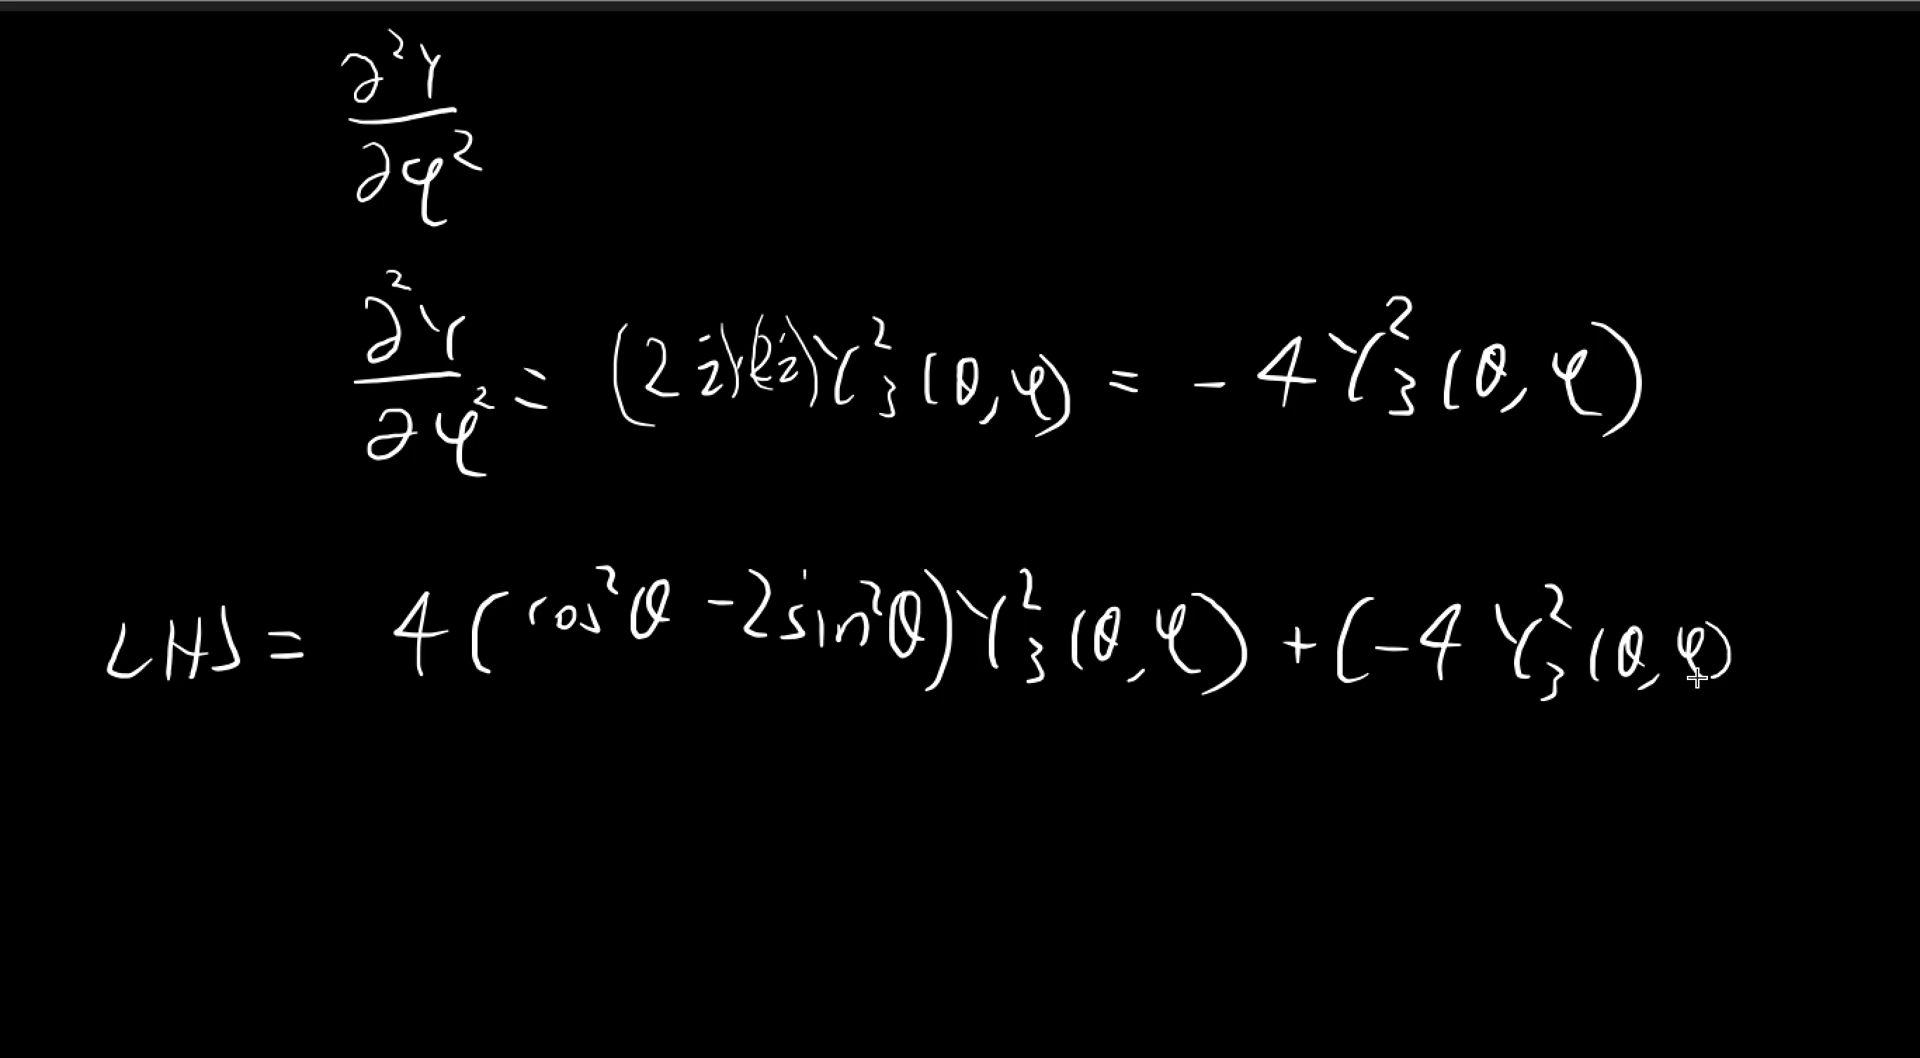 ∂²Y/∂φ²
∂²Y/∂φ² = (2i)(2i)Y₃²(θ,φ) = -4Y₃²(θ,φ)
LHS = 4(cos²θ -2sin²θ)Y₃²(θ,φ) + (-4Y₃²(θ,φ)